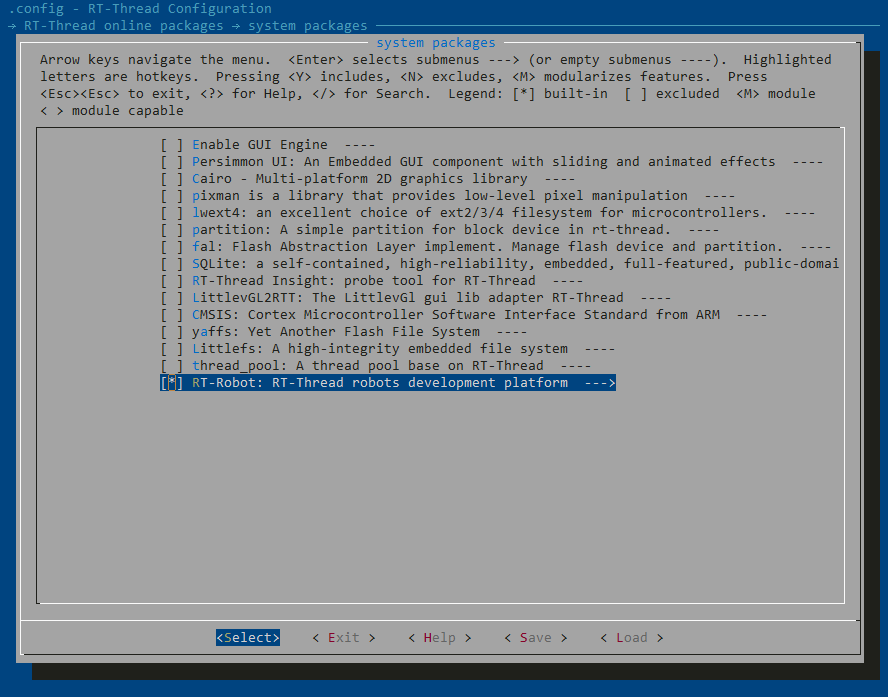 .config - RT-Thread Configuration
→ RT-Thread online packages → system packages
system packages
Arrow keys navigate the menu.  <Enter> selects submenus ---> (or empty submenus ----).  Highlighted
letters are hotkeys.  Pressing <Y> includes, <N> excludes, <M> modularizes features.  Press
<Esc><Esc> to exit, <?> for Help, </> for Search.  Legend: [*] built-in  [ ] excluded  <M> module
< > module capable
[ ] Enable GUI Engine  ----
[ ] Persimmon UI: An Embedded GUI component with sliding and animated effects  ----
[ ] Cairo - Multi-platform 2D graphics library  ----
[ ] pixman is a library that provides low-level pixel manipulation  ----
[ ] lwext4: an excellent choice of ext2/3/4 filesystem for microcontrollers.  ----
[ ] partition: A simple partition for block device in rt-thread.  ----
[ ] fal: Flash Abstraction Layer implement. Manage flash device and partition.  ----
[ ] SQLite: a self-contained, high-reliability, embedded, full-featured, public-domai
[ ] RT-Thread Insight: probe tool for RT-Thread  ----
[ ] LittlevGL2RTT: The LittlevGl gui lib adapter RT-Thread  ----
[ ] CMSIS: Cortex Microcontroller Software Interface Standard from ARM  ----
[ ] yaffs: Yet Another Flash File System  ----
[ ] Littlefs: A high-integrity embedded file system  ----
[ ] thread_pool: A thread pool base on RT-Thread  ----
[*] RT-Robot: RT-Thread robots development platform  --->
<Select>    < Exit >    < Help >    < Save >    < Load >